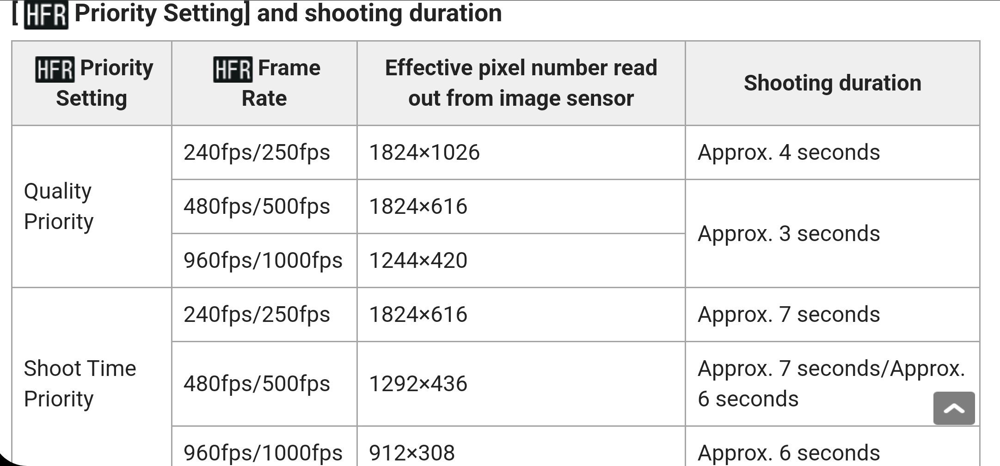 [ HFR Priority Setting] and shooting duration
HFR Priority
Setting
HFR Frame
Rate
Effective pixel number read
out from image sensor
Shooting duration
Quality
Priority
240fps/250fps
1824×1026
Approx. 4 seconds
480fps/500fps
1824×616
Approx. 3 seconds
960fps/1000fps
1244×420
Shoot Time
Priority
240fps/250fps
1824×616
Approx. 7 seconds
480fps/500fps
1292×436
Approx. 7 seconds/Approx.
6 seconds
960fps/1000fps
912×308
Approx. 6 seconds